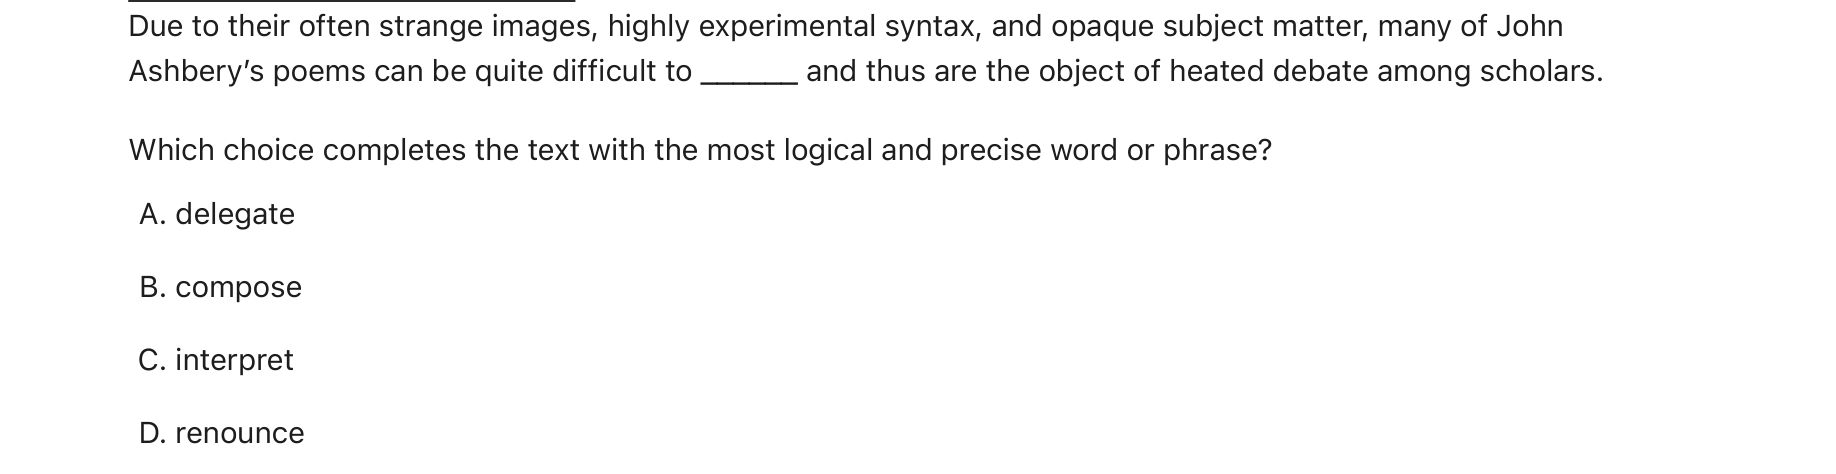 Due to their often strange images, highly experimental syntax, and opaque subject matter, many of John
Ashbery’s poems can be quite difficult to ______ and thus are the object of heated debate among scholars.
Which choice completes the text with the most logical and precise word or phrase?
A. delegate
B. compose
C. interpret
D. renounce